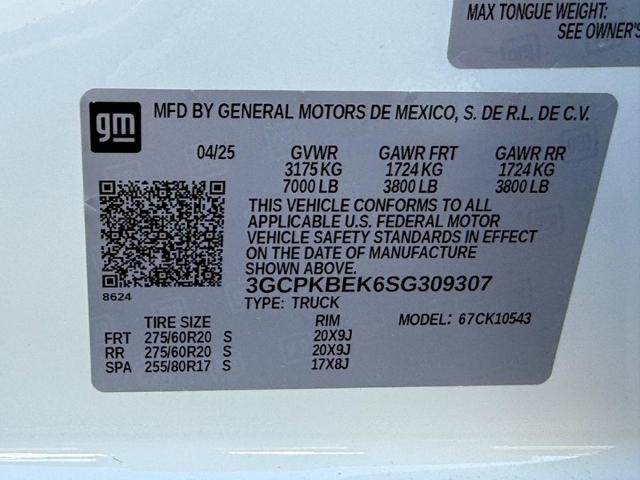 MAX TONGUE WEIGHT:
SEE OWNER'S
gm
MFD BY GENERAL MOTORS DE MEXICO, S. DE R.L. DE C.V.
04/25 GVWR GAWR FRT GAWR RR
3175 KG 1724 KG 1724 KG
7000 LB 3800 LB 3800 LB
THIS VEHICLE CONFORMS TO ALL
APPLICABLE U.S. FEDERAL MOTOR
VEHICLE SAFETY STANDARDS IN EFFECT
ON THE DATE OF MANUFACTURE
SHOWN ABOVE.
8624
3GCPKBEK6SG309307
TYPE: TRUCK
TIRE SIZE RIM MODEL: 67CK10543
FRT 275/60R20 S 20X9J
RR 275/60R20 S 20X9J
SPA 255/80R17 S 17X8J